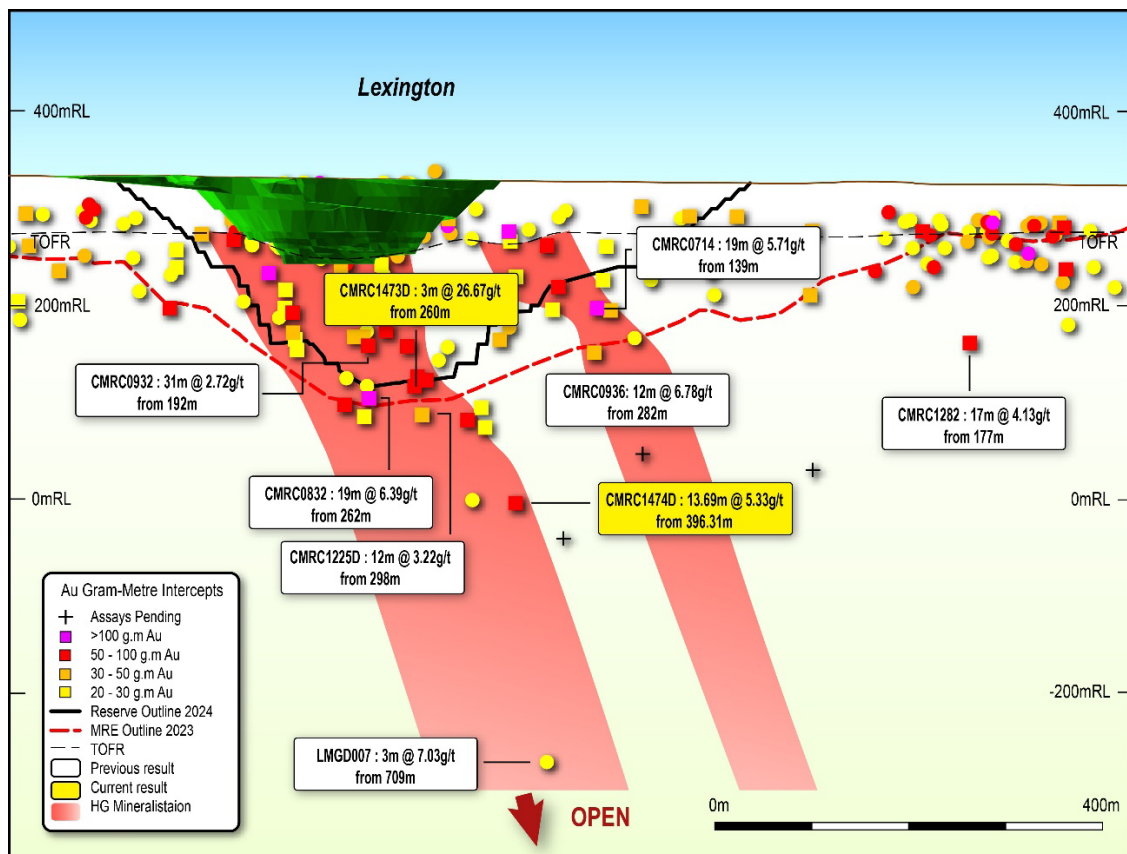 Lexington
400mRL
400mRL
TOFR
TOFR
CMRC0714 : 19m @ 5.71g/t
from 139m
CMRC1473D : 3m @ 26.67g/t
from 260m
200mRL
200mRL
CMRC0932 : 31m @ 2.72g/t
from 192m
CMRC0936: 12m @ 6.78g/t
from 282m
CMRC1282 : 17m @ 4.13g/t
from 177m
CMRC0832 : 19m @ 6.39g/t
from 262m
0mRL
0mRL
CMRC1474D : 13.69m @ 5.33g/t
from 396.31m
CMRC1225D : 12m @ 3.22g/t
from 298m
Au Gram-Metre Intercepts
Assays Pending
>100 g.m Au
50 - 100 g.m Au
30 - 50 g.m Au
20 - 30 g.m Au
Reserve Outline 2024
MRE Outline 2023
TOFR
Previous result
Current result
HG Mineralistaion
-200mRL
LMGD007 : 3m @ 7.03g/t
from 709m
OPEN
0m
400m